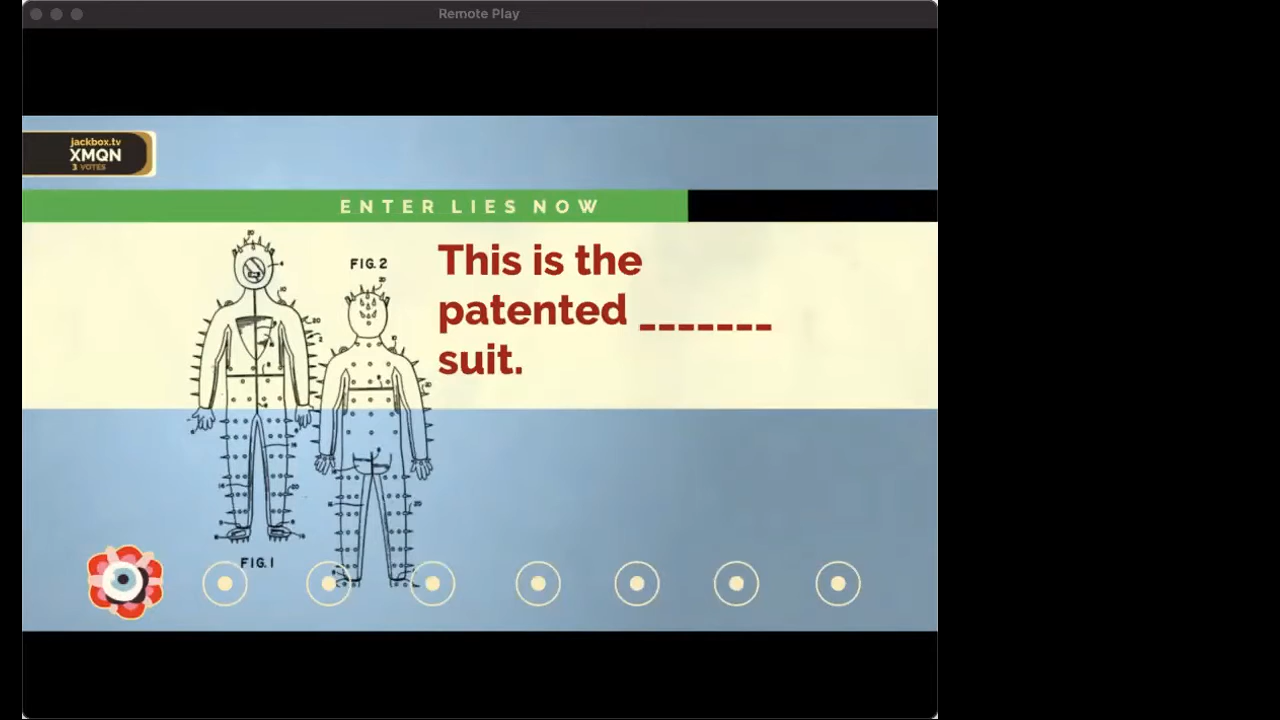 Remote Play
jackbox.tv
XMQN
3 VOTES
ENTER LIES NOW
This is the
patented _______
suit.
FIG. 2
FIG. 1